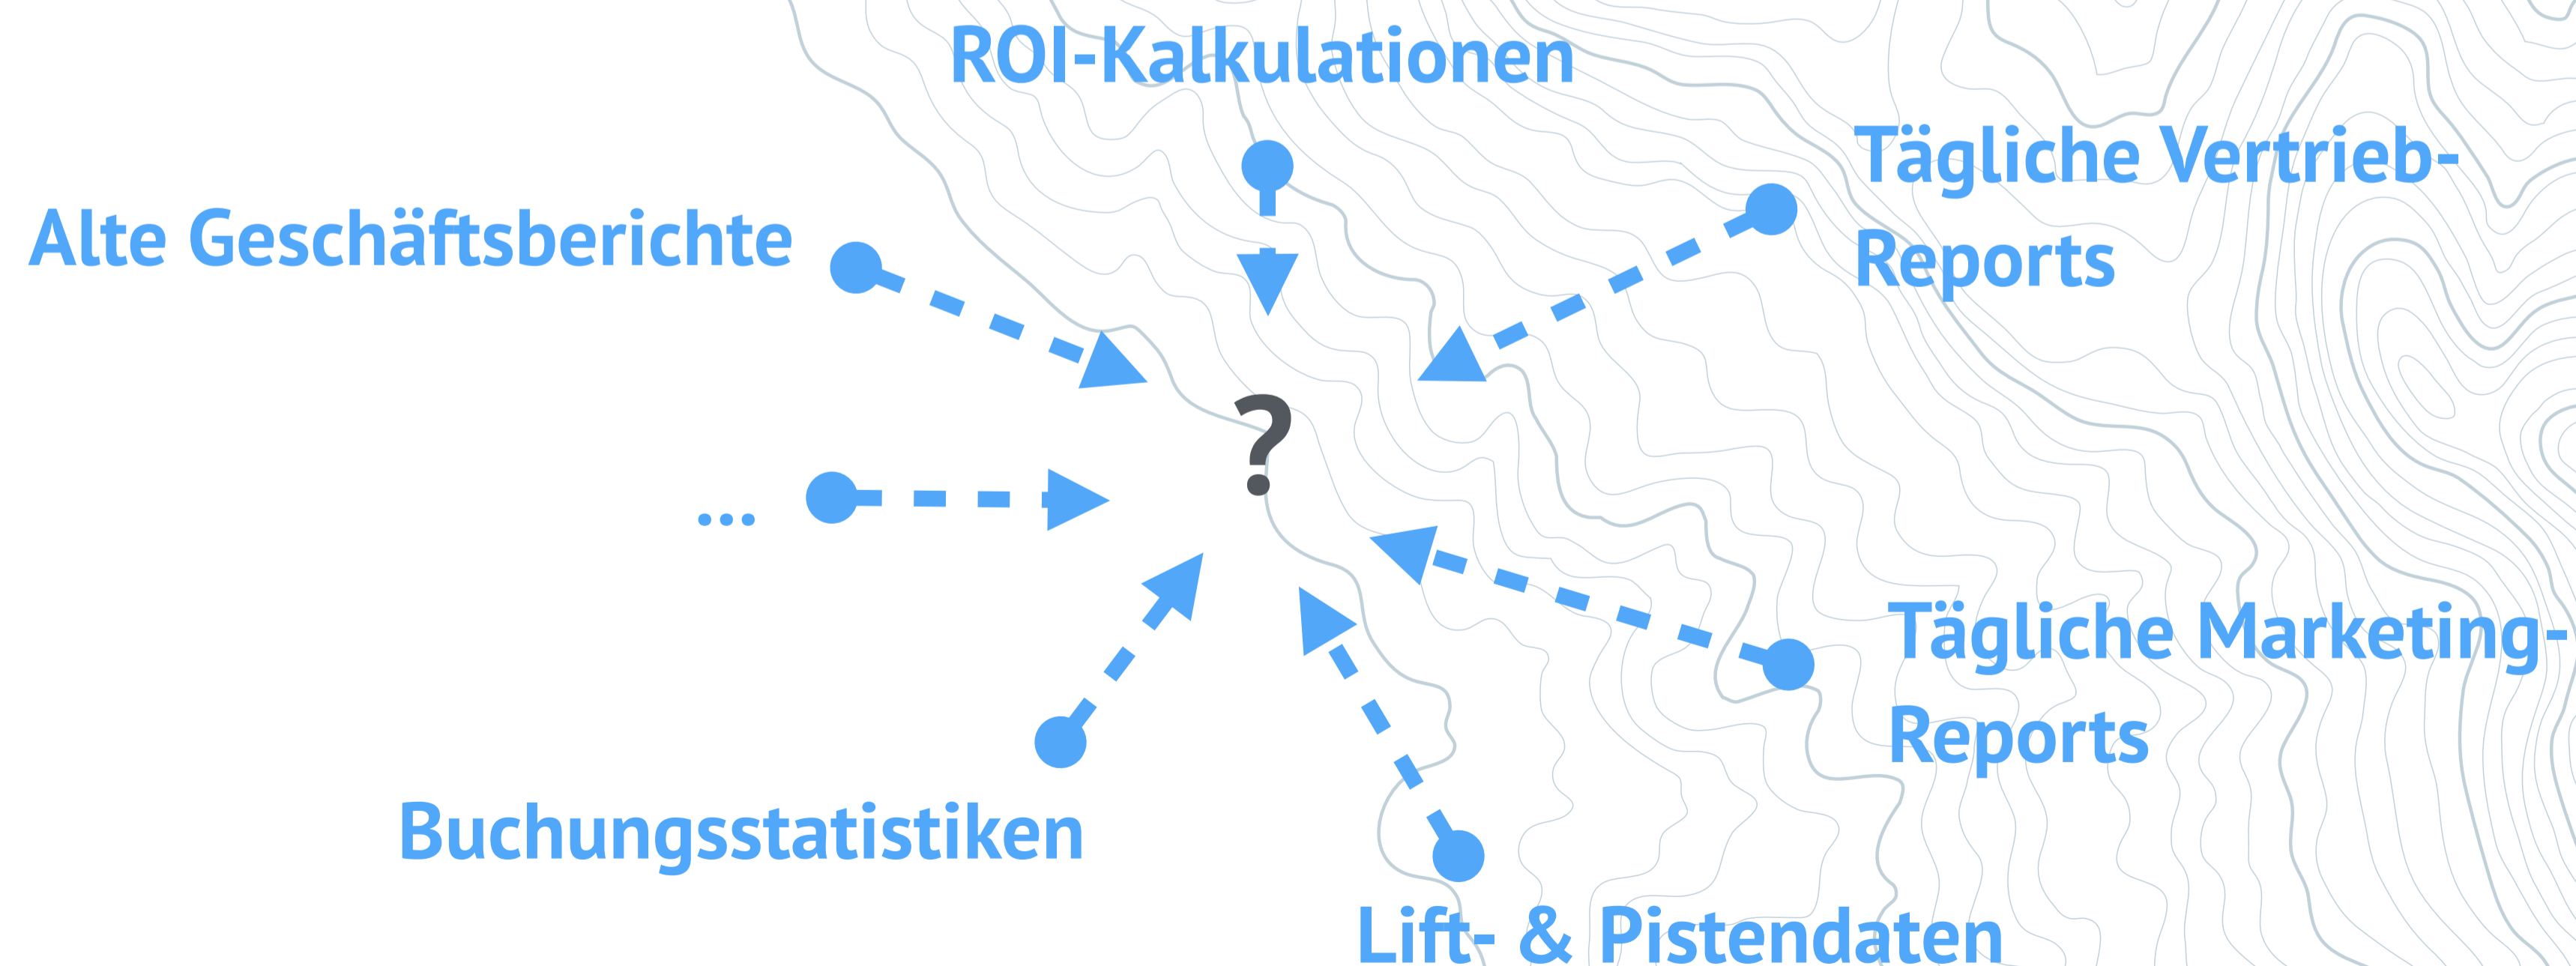 ROI-Kalkulationen
Tägliche Vertrieb-
Reports
Alte Geschäftsberichte
?
...
Tägliche Marketing-
Reports
Buchungsstatistiken
Lift- & Pistendaten